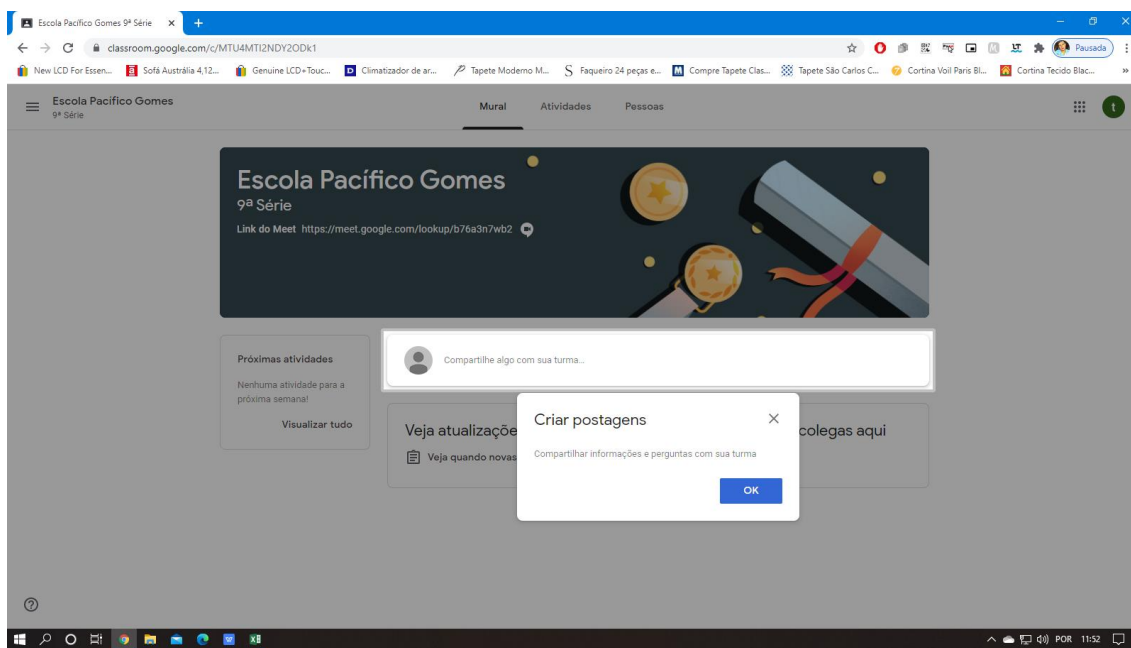 Escola Pacífico Gomes 9ª Série
classroom.google.com/c/MTU4MTI2NDY2ODk1
Pausada
New LCD For Essen...
Sofá Austrália 4,12...
Genuine LCD+Touc...
Climatizador de ar...
Tapete Moderno M...
Faqueiro 24 peças e...
Compre Tapete Clas...
Tapete São Carlos C...
Cortina Voil Paris Bl...
Cortina Tecido Blac...
Escola Pacífico Gomes
9ª Série
Mural
Atividades
Pessoas
t
Escola Pacífico Gomes
9ª Série
Link do Meet https://meet.google.com/lookup/b76a3n7wb2
Próximas atividades
Nenhuma atividade para a
próxima semana!
Visualizar tudo
Compartilhe algo com sua turma...
Veja atualizaçõe
colegas aqui
Veja quando novas
Criar postagens
Compartilhar informações e perguntas com sua turma
OK
POR 11:52